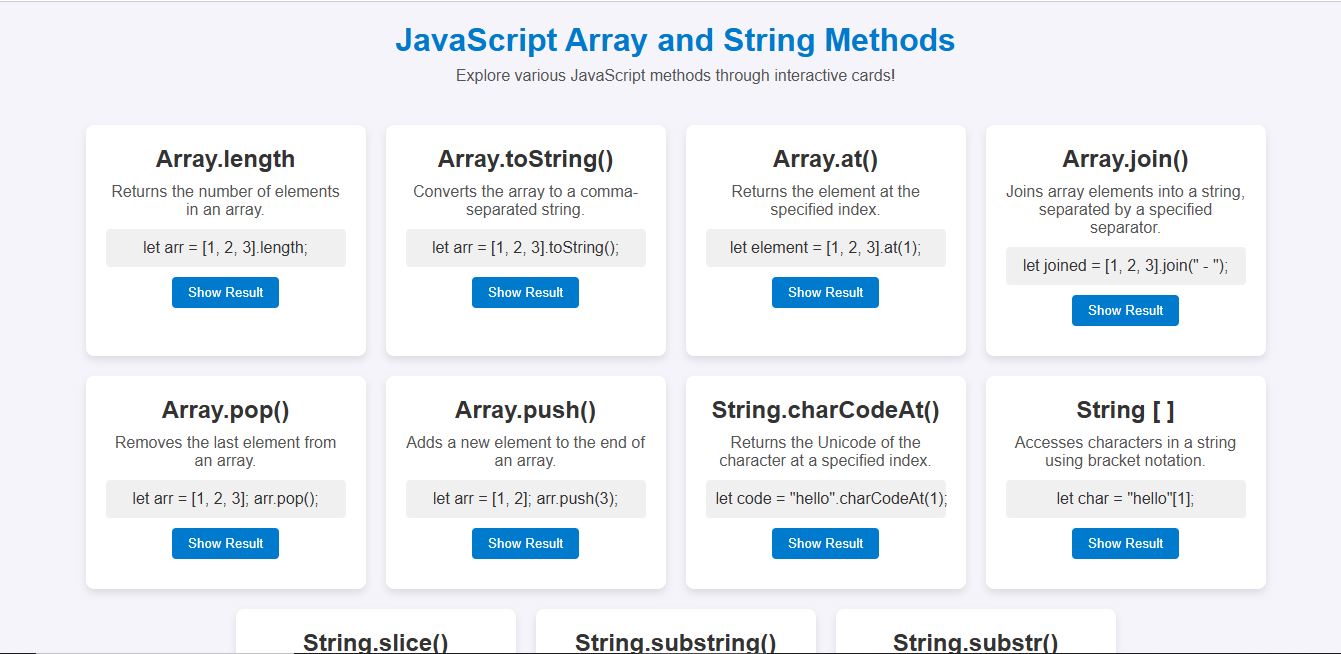 JavaScript Array and String Methods
Explore various JavaScript methods through interactive cards!
Array.length
Returns the number of elements
in an array.
let arr = [1, 2, 3].length;
Show Result
Array.toString()
Converts the array to a comma-
separated string.
let arr = [1, 2, 3].toString();
Show Result
Array.at()
Returns the element at the
specified index.
let element = [1, 2, 3].at(1);
Show Result
Array.join()
Joins array elements into a string,
separated by a specified
separator.
let joined = [1, 2, 3].join(" - ");
Show Result
Array.pop()
Removes the last element from
an array.
let arr = [1, 2, 3]; arr.pop();
Show Result
Array.push()
Adds a new element to the end of
an array.
let arr = [1, 2]; arr.push(3);
Show Result
String.charCodeAt()
Returns the Unicode of the
character at a specified index.
let code = "hello".charCodeAt(1);
Show Result
String [ ]
Accesses characters in a string
using bracket notation.
let char = "hello"[1];
Show Result
String.slice()
String.substring()
String.substr()